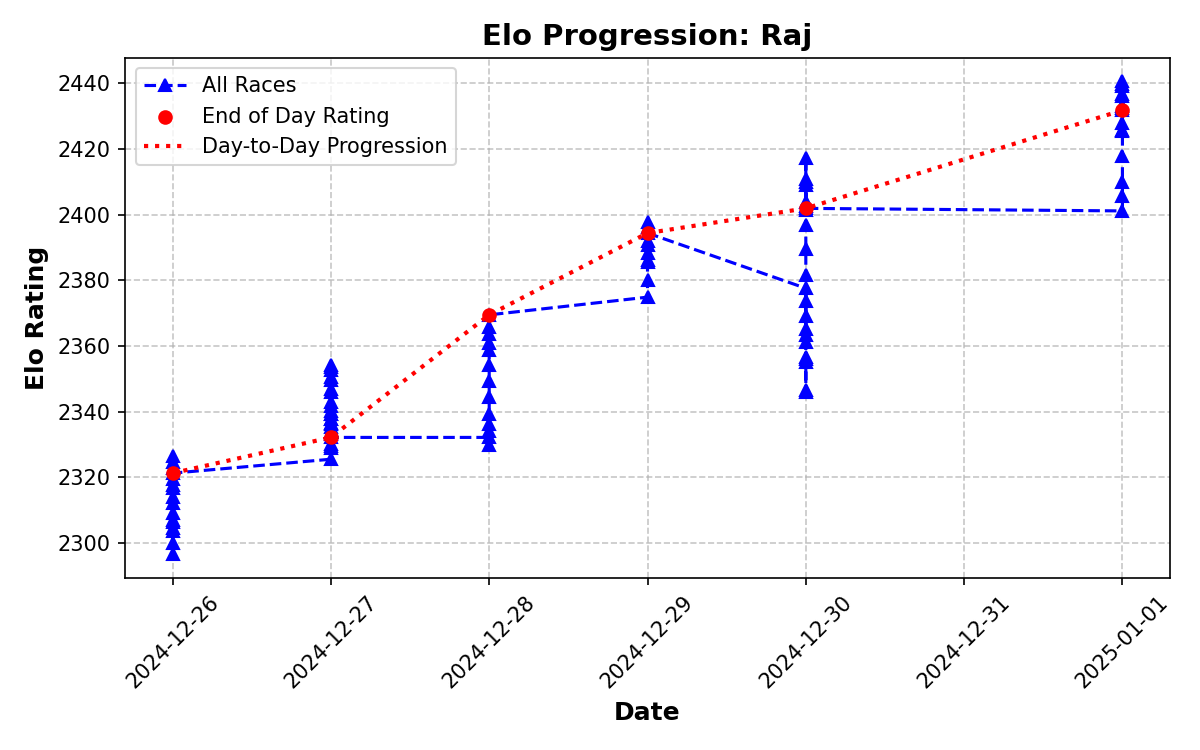 Elo Progression: Raj
All Races
End of Day Rating
Day-to-Day Progression
Elo Rating
2440
2420
2400
2380
2360
2340
2320
2300
2024-12-26
2024-12-27
2024-12-28
2024-12-29
2024-12-30
2024-12-31
2025-01-01
Date